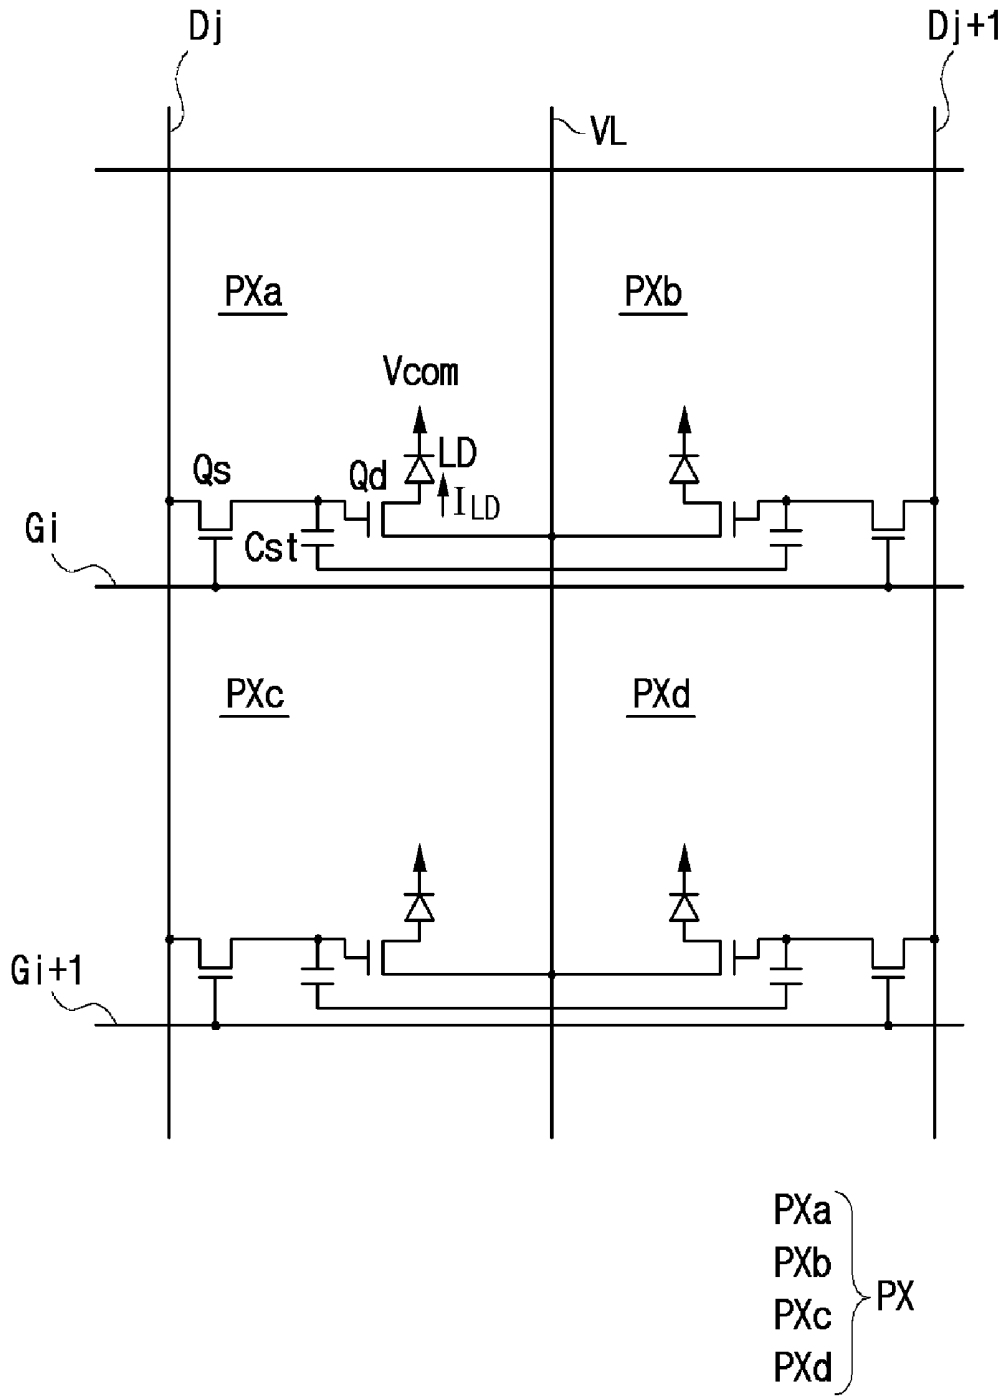 Dj
Dj+1
VL
PXa
PXb
Vcom
LD
Qs
Qd
ILD
Gi
Cst
PXc
PXd
Gi+1
PXa
PXb
PXc
PXd
PX